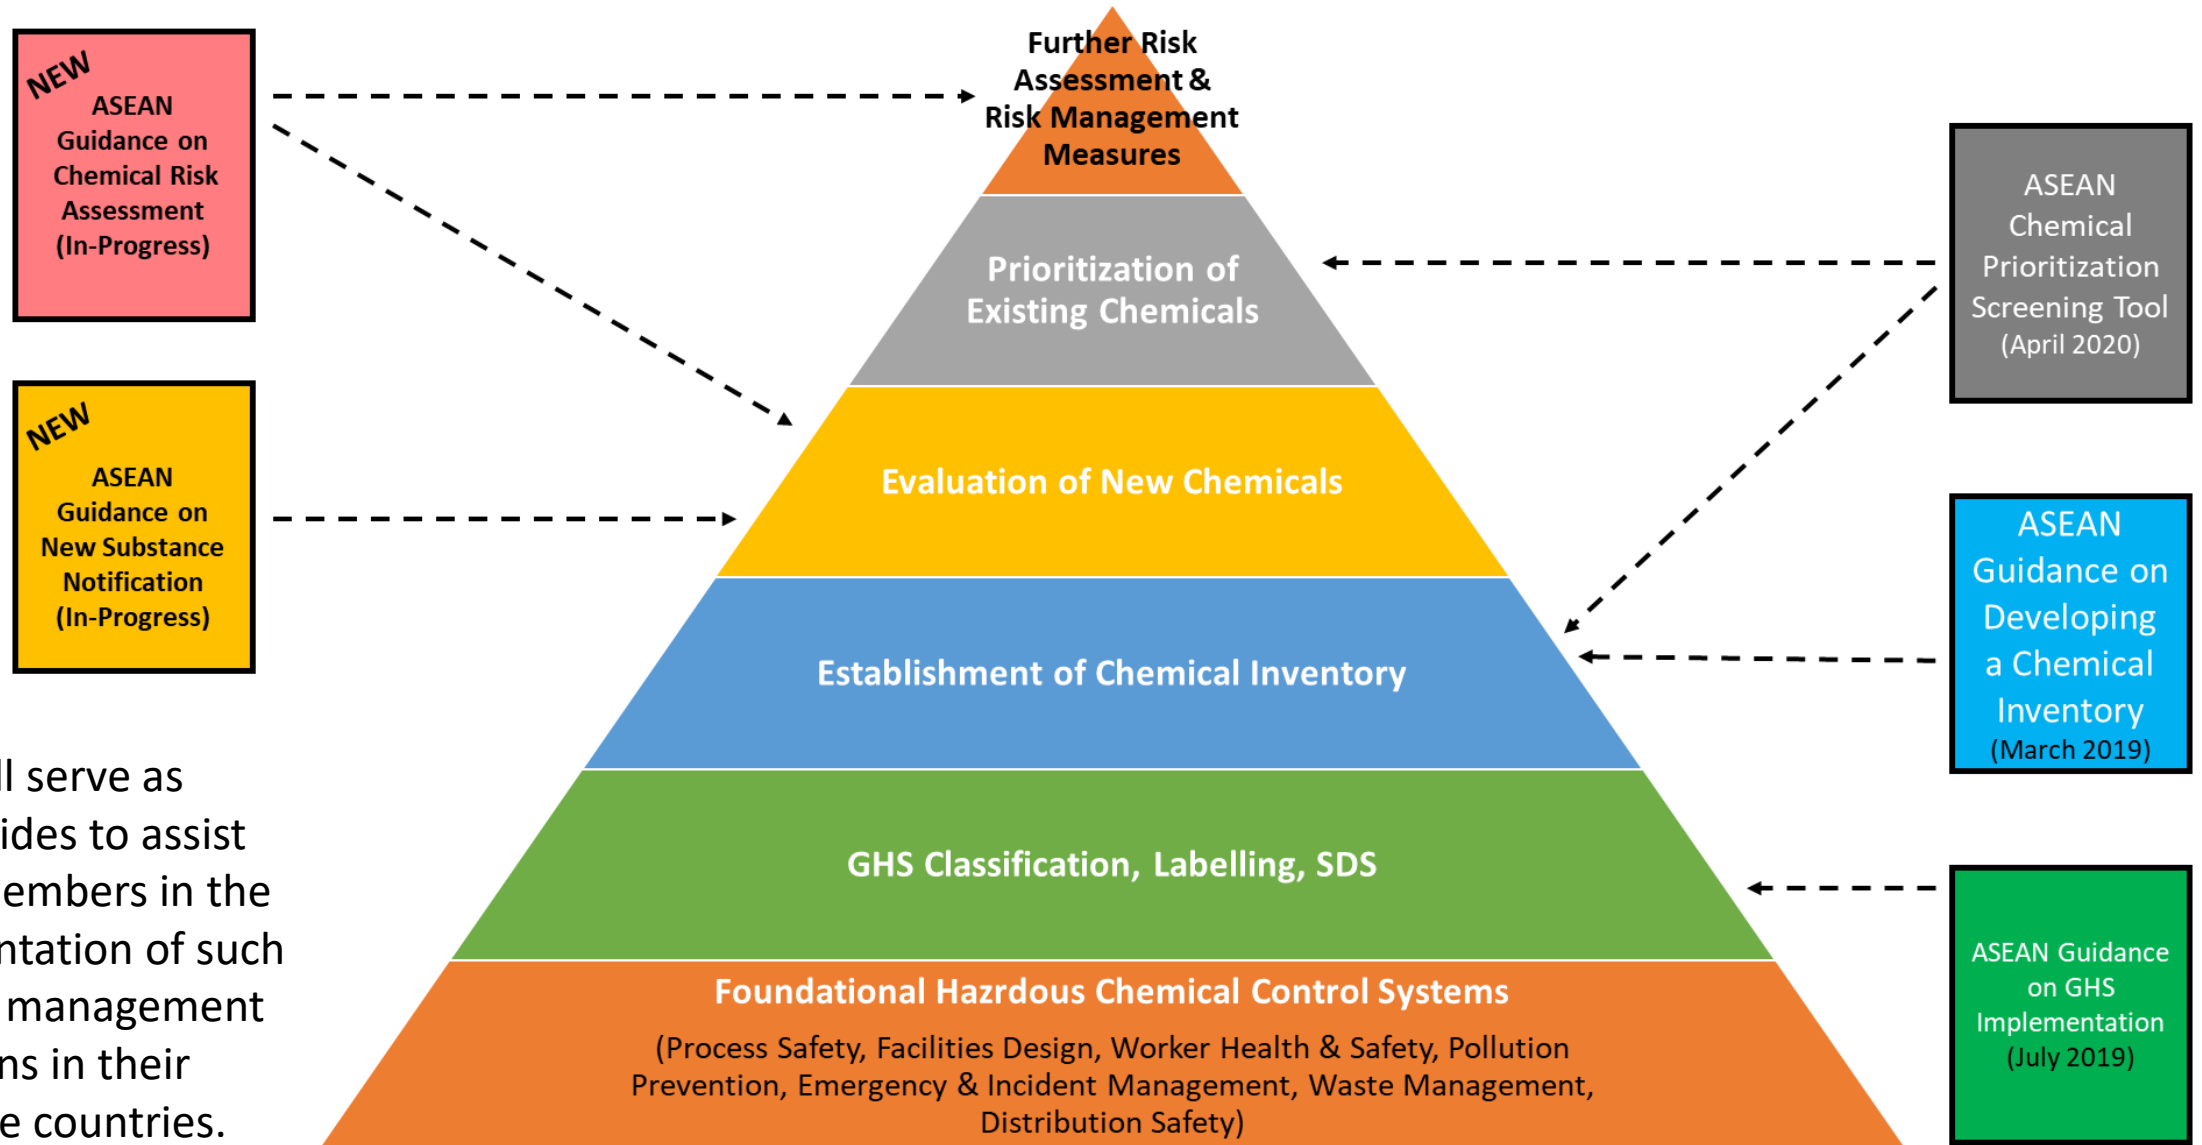 NEW
ASEAN
Guidance on
Chemical Risk
Assessment
(In-Progress)
NEW
ASEAN
Guidance on
New Substance
Notification
(In-Progress)
serve as
to assist
in the
of such
management
in their
countries.
Further Risk
Assessment &
Risk Management
Measures
Prioritization of
Existing Chemicals
Evaluation of New Chemicals
Establishment of Chemical Inventory
GHS Classification, Labelling, SDS
Foundational Hazrdous Chemical Control Systems
(Process Safety, Facilities Design, Worker Health & Safety, Pollution
Prevention, Emergency & Incident Management, Waste Management,
Distribution Safety)
ASEAN
Chemical
Prioritization
Screening Tool
(April 2020)
ASEAN
Guidance on
Developing
a Chemical
Inventory
(March 2019)
ASEAN Guidance
on GHS
Implementation
(July 2019)